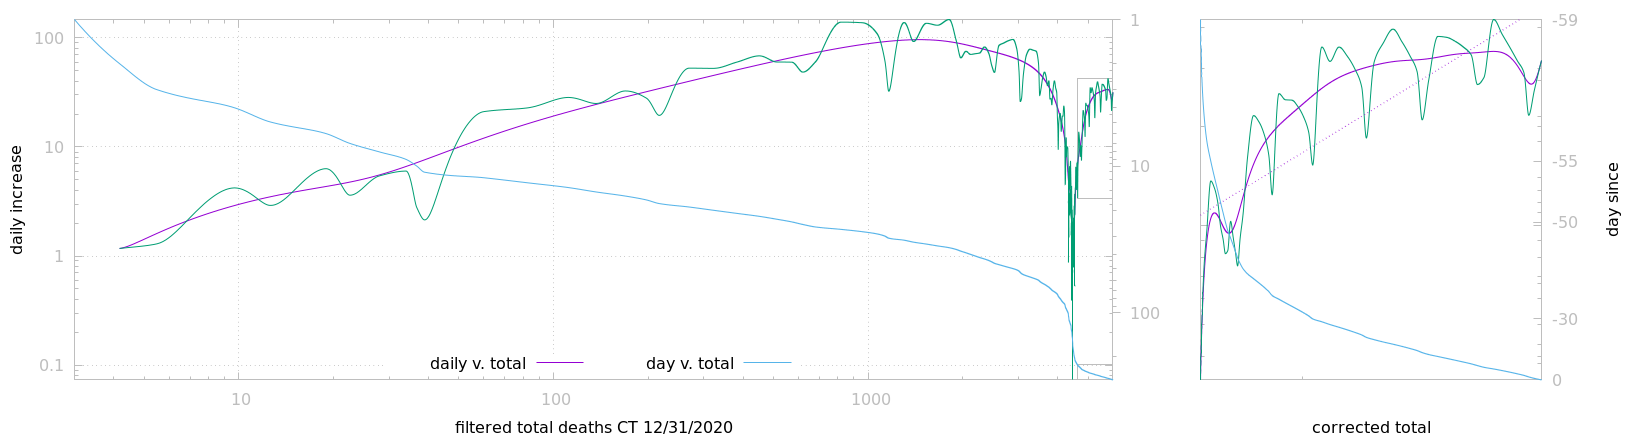 daily increase
100
10
1
0.1
10
100
1000
filtered total deaths CT 12/31/2020
daily v. total
day v. total
1
10
100
-59
-55
-50
-30
0
day since
corrected total